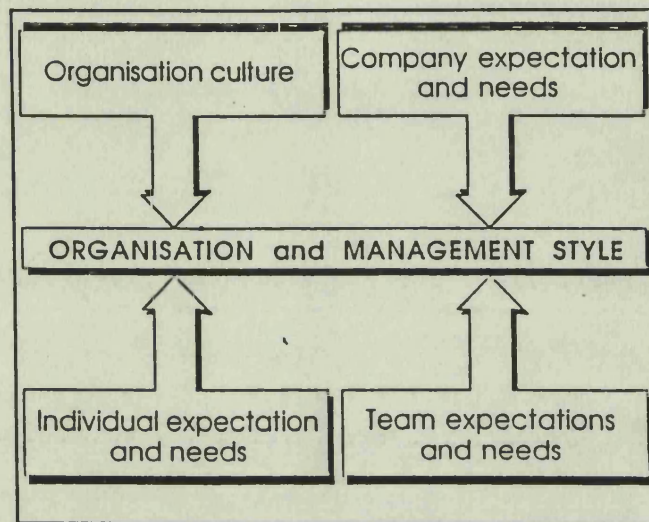 Organisation culture
Company expectation
and needs
ORGANISATION and MANAGEMENT STYLE
Individual expectation
and needs
Team expectations
and needs